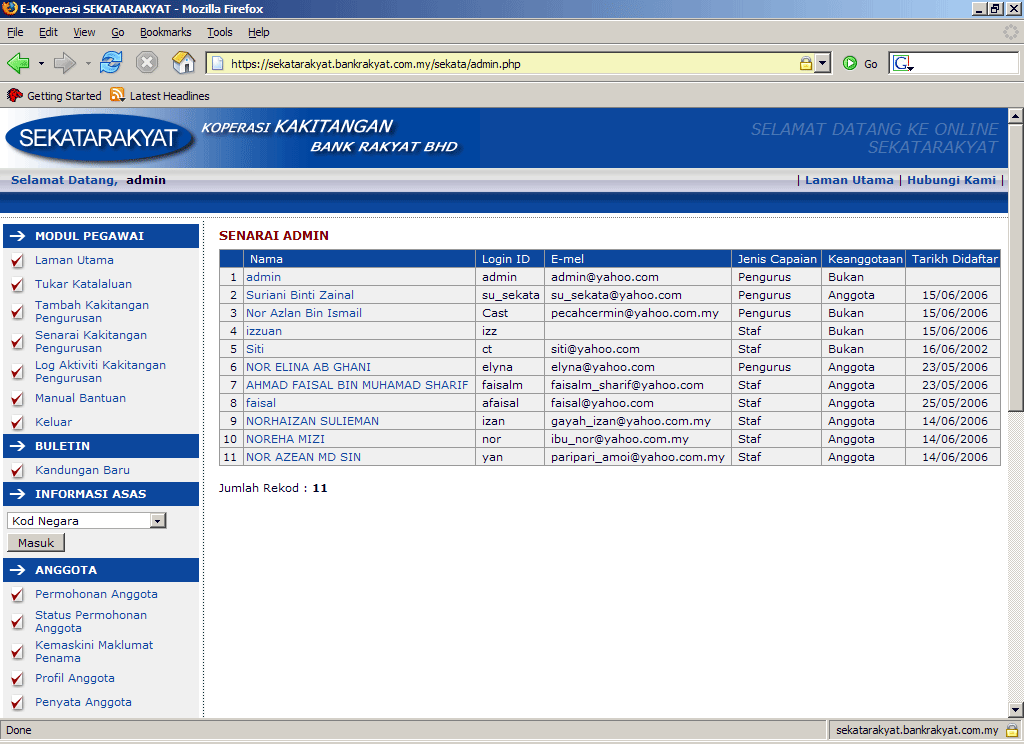 E-Koperasi SEKATARAKYAT - Mozilla Firefox
File Edit View Go Bookmarks Tools Help
https://sekatarakyat.bankrakyat.com.my/sekata/admin.php Go G
Getting Started Latest Headlines
SEKATARAKYAT KOPERASI KAKITANGAN
BANK RAKYAT BHD
SELAMAT DATANG KE ONLINE
SEKATARAKYAT
Selamat Datang, admin | Laman Utama | Hubungi Kami |
MODUL PEGAWAI
Laman Utama
Tukar Katalaluan
Tambah Kakitangan
Pengurusan
Senarai Kakitangan
Pengurusan
Log Aktiviti Kakitangan
Pengurusan
Manual Bantuan
Keluar
BULETIN
Kandungan Baru
INFORMASI ASAS
Kod Negara
Masuk
ANGGOTA
Permohonan Anggota
Status Permohonan
Anggota
Kemaskini Maklumat
Penama
Profil Anggota
Penyata Anggota
SENARAI ADMIN
Nama Login ID E-mel Jenis Capaian Keanggotaan Tarikh Didaftar
1 admin admin admin@yahoo.com Pengurus Bukan
2 Suriani Binti Zainal su_sekata su_sekata@yahoo.com Pengurus Anggota 15/06/2006
3 Nor Azlan Bin Ismail Cast pecahcermin@yahoo.com.my Pengurus Bukan 15/06/2006
4 izzuan izz Staf Bukan 15/06/2006
5 Siti ct siti@yahoo.com Staf Bukan 16/06/2002
6 NOR ELINA AB GHANI elyna elyna@yahoo.com Pengurus Anggota 23/05/2006
7 AHMAD FAISAL BIN MUHAMAD SHARIF faisalm faisalm_sharif@yahoo.com Staf Anggota 23/05/2006
8 faisal afaisal faisal@yahoo.com Staf Anggota 25/05/2006
9 NORHAIZAN SULIEMAN izan gayah_izan@yahoo.com.my Staf Anggota 14/06/2006
10 NOREHA MIZI nor ibu_nor@yahoo.com.my Staf Anggota 14/06/2006
11 NOR AZEAN MD SIN yan paripari_amoi@yahoo.com.my Staf Anggota 14/06/2006
Jumlah Rekod : 11
Done sekatarakyat.bankrakyat.com.my